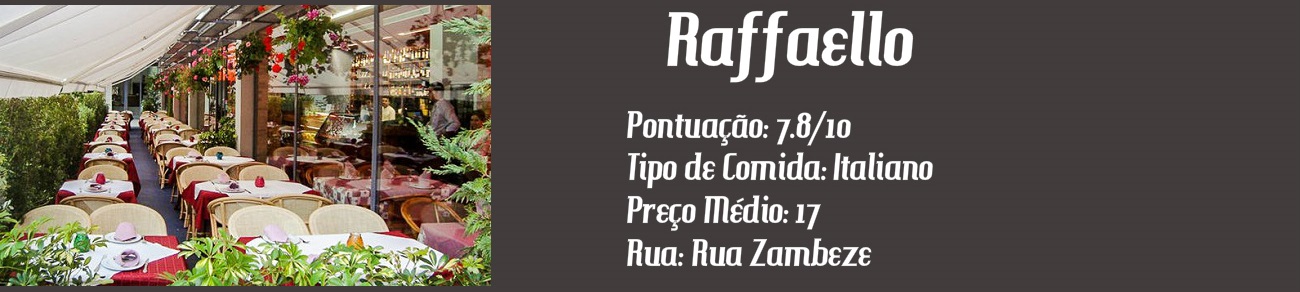 Raffaello
Pontuação: 7.8/10
Tipo de Comida: Italiano
Preço Médio: 17
Rua: Rua Zambeze